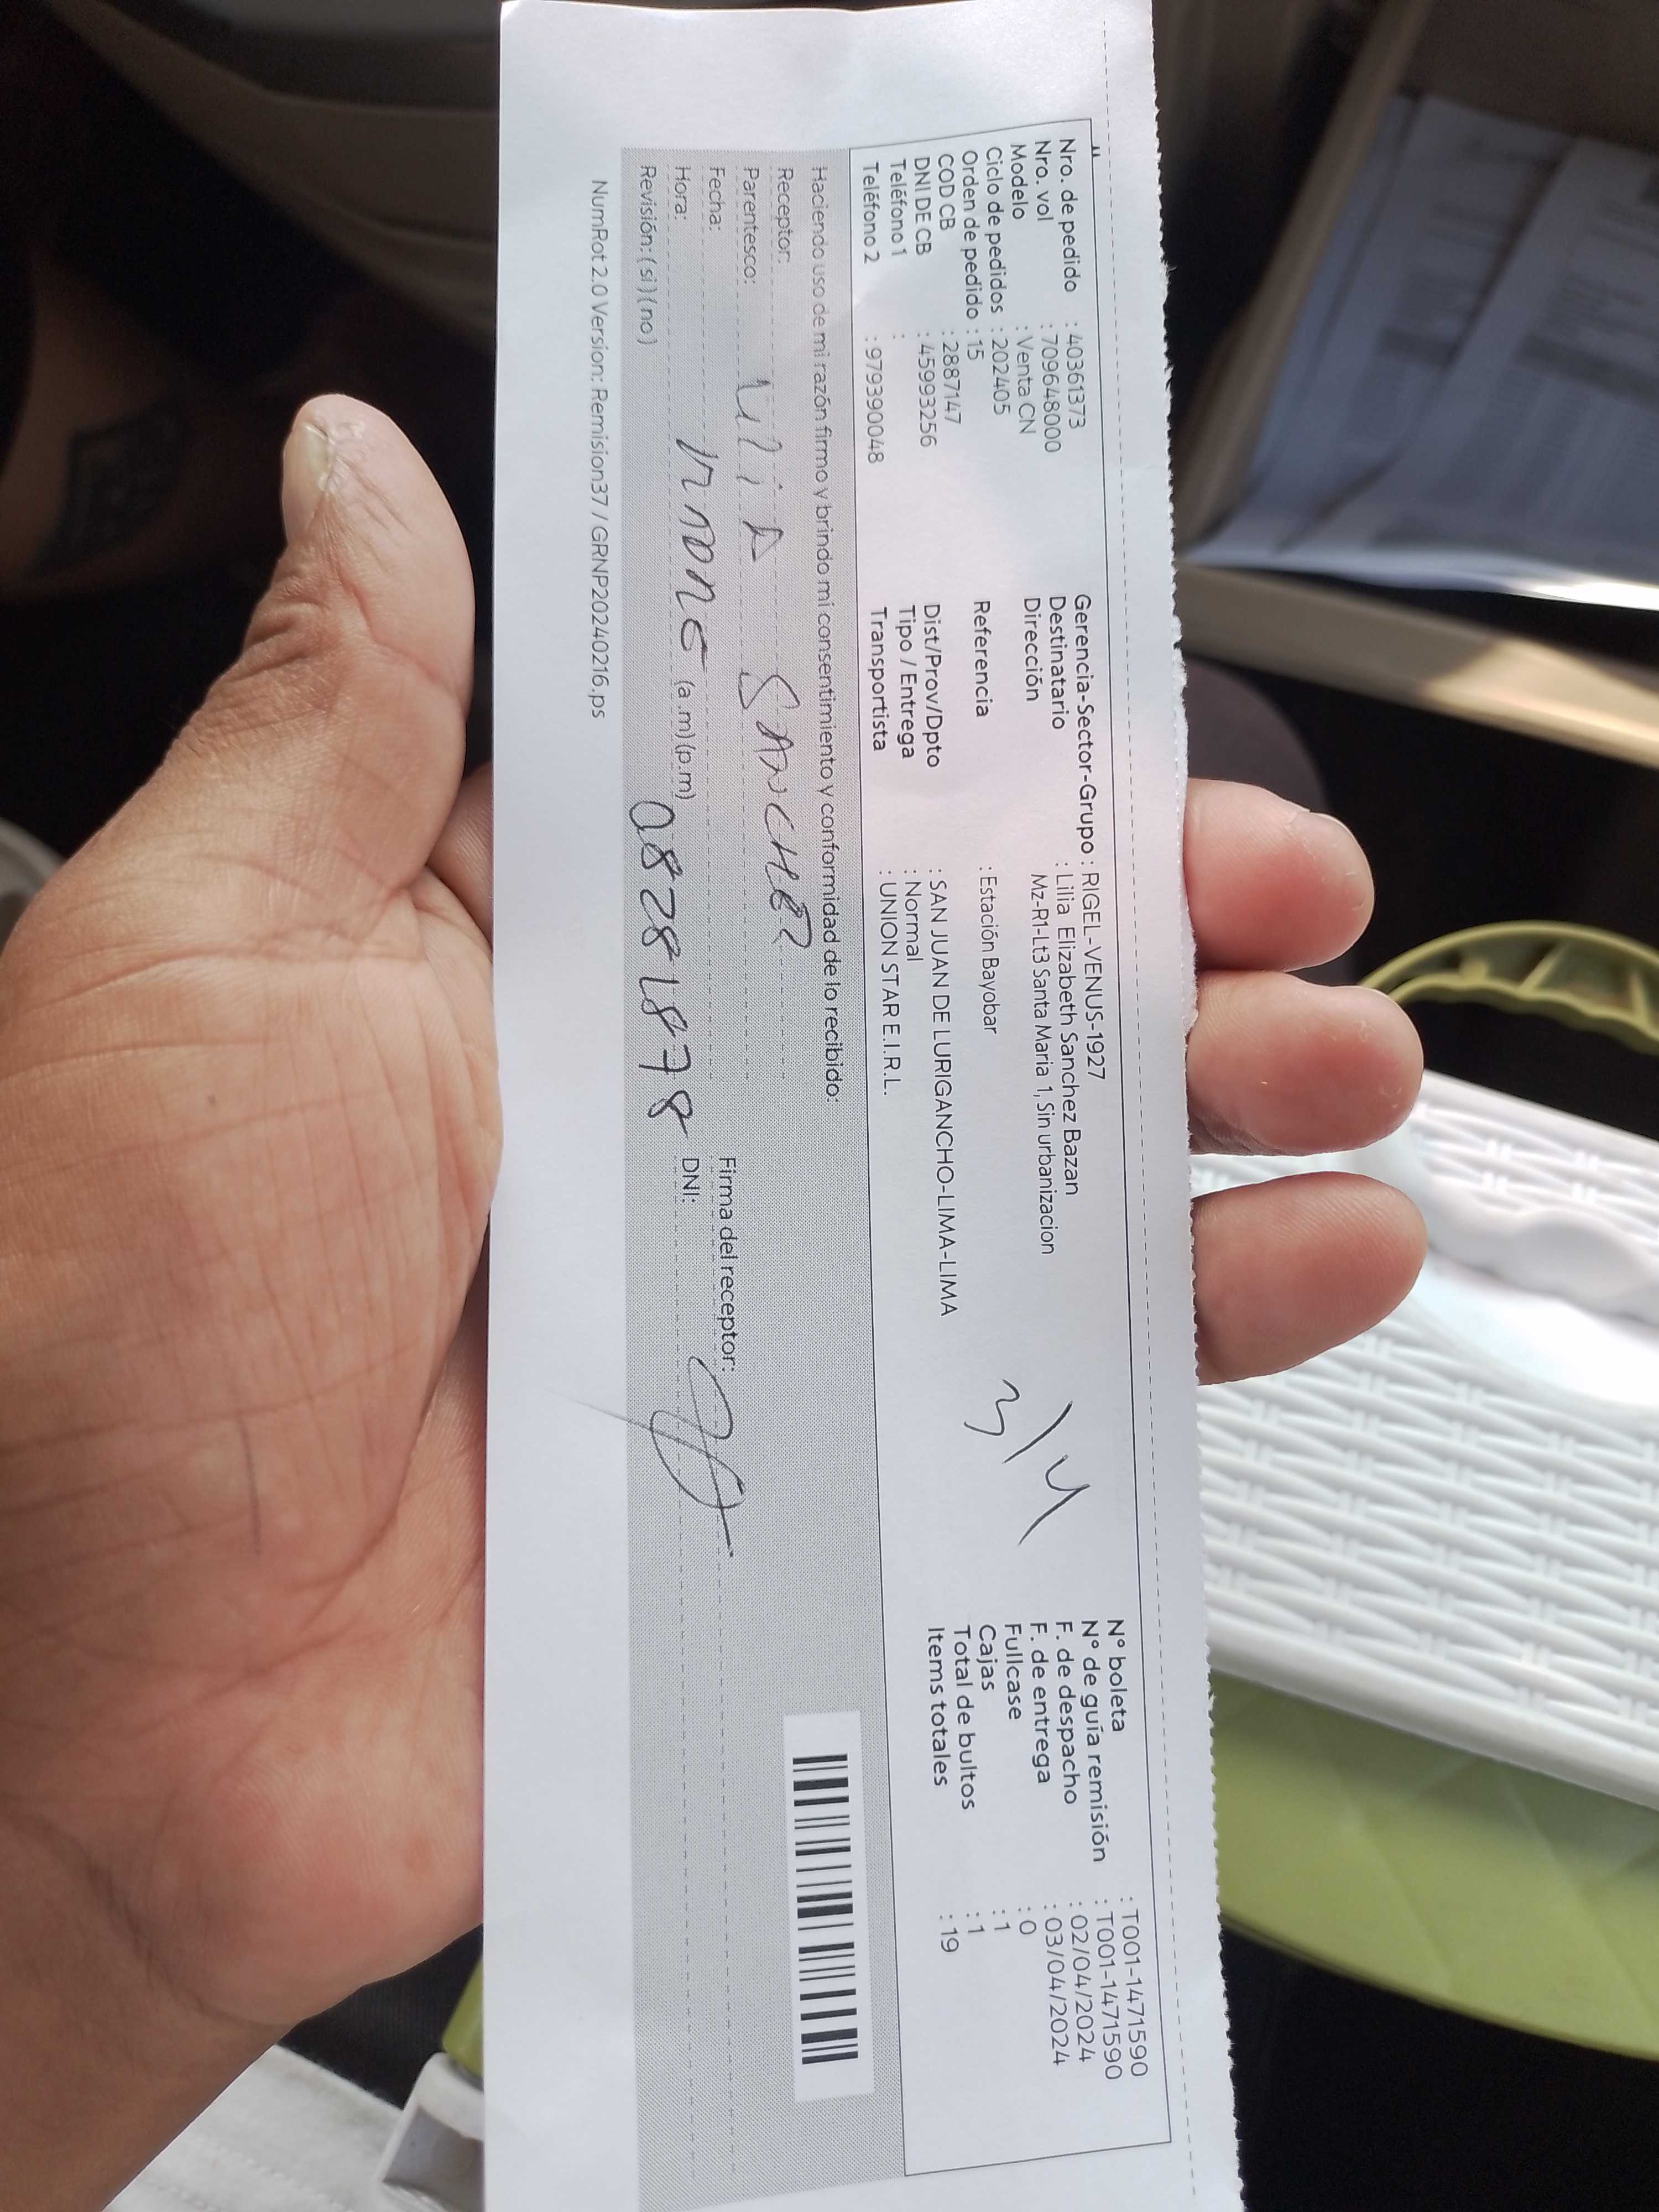 Nro. de pedido : 40361373
Nro. vol : 709648000
Modelo : Venta CN
Ciclo de pedidos : 202405
Orden de pedido : 15
COD CB : 2887147
DNI DE CB : 45993256
Teléfono 1 :
Teléfono 2 : 979390048
Gerencia-Sector-Grupo : RIGEL-VENUS-1927
Destinatario : Lilia Elizabeth Sanchez Bazan
Dirección Mz-R1-Lt3 Santa Maria 1, Sin urbanizacion
Referencia : Estación Bayobar
Dist/Prov/Dpto : SAN JUAN DE LURIGANCHO-LIMA-LIMA
Tipo / Entrega : Normal
Transportista : UNION STAR E.I.R.L.
3/4
N° boleta : T001-1471590
N° de guía remisión : T001-1471590
F. de despacho : 02/04/2024
F. de entrega : 03/04/2024
Fullcase : 0
Cajas : 1
Total de bultos : 1
Items totales : 19
Haciendo uso de mi razón firmo y brindo mi consentimiento y conformidad de lo recibido:
Receptor: SANCHEZ
Parentesco:
Fecha:
Hora: (a.m)(p.m)
Revisión: ( si ) ( no )
Firma del receptor:
DNI:
NumRot 2.0 Version: Remision37 / GRNP20240216.ps